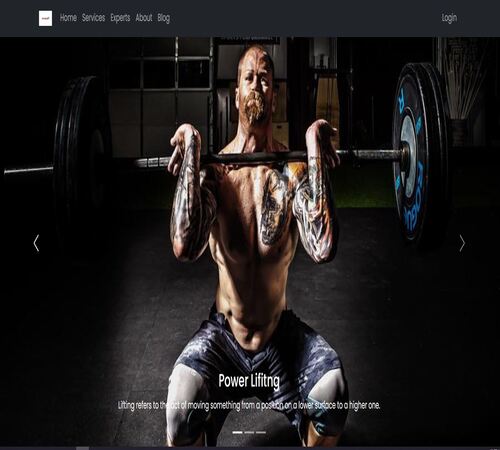 Home Services Experts About Blog Login
Power Lifitng
Lifting refers to the act of moving something from a position on a lower surface to a higher one.